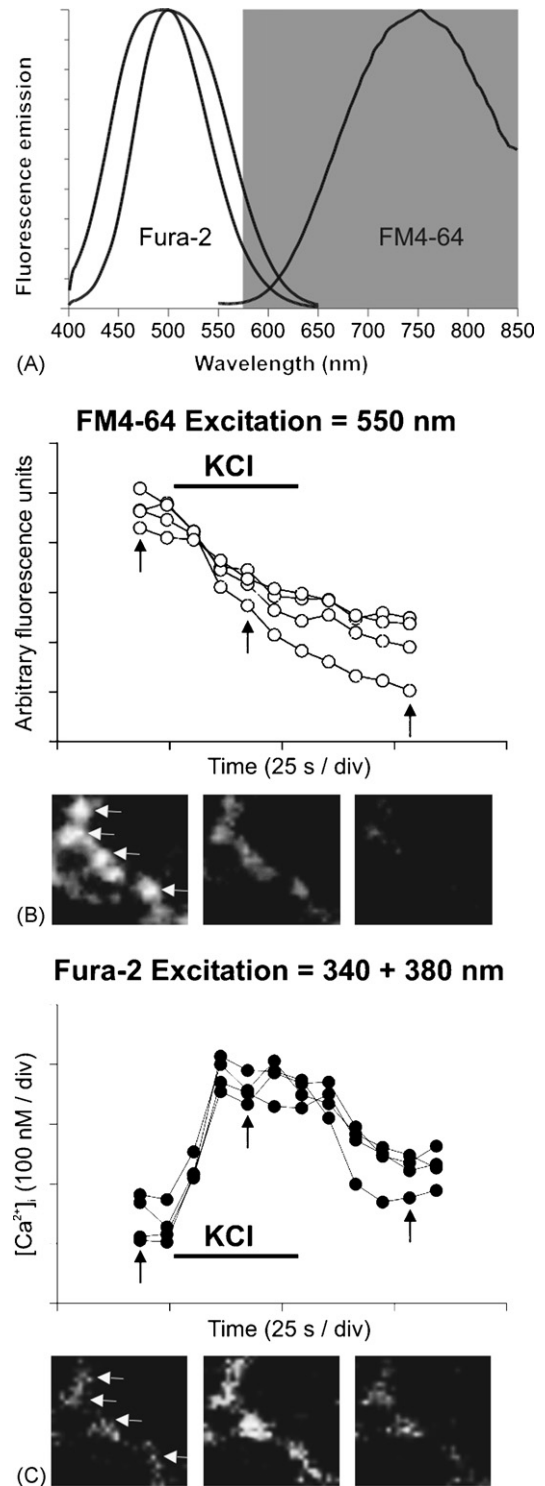 Fluorescence emission
Fura-2
FM4-64
400 450 500 550 600 650 700 750 800 850
(A)
Wavelength (nm)
FM4-64 Excitation = 550 nm
KCl
Arbitrary fluorescence units
Time (25 s / div)
(B)
Fura-2 Excitation = 340 + 380 nm
[Ca²⁺]ᵢ (100 nM / div)
KCl
Time (25 s / div)
(C)